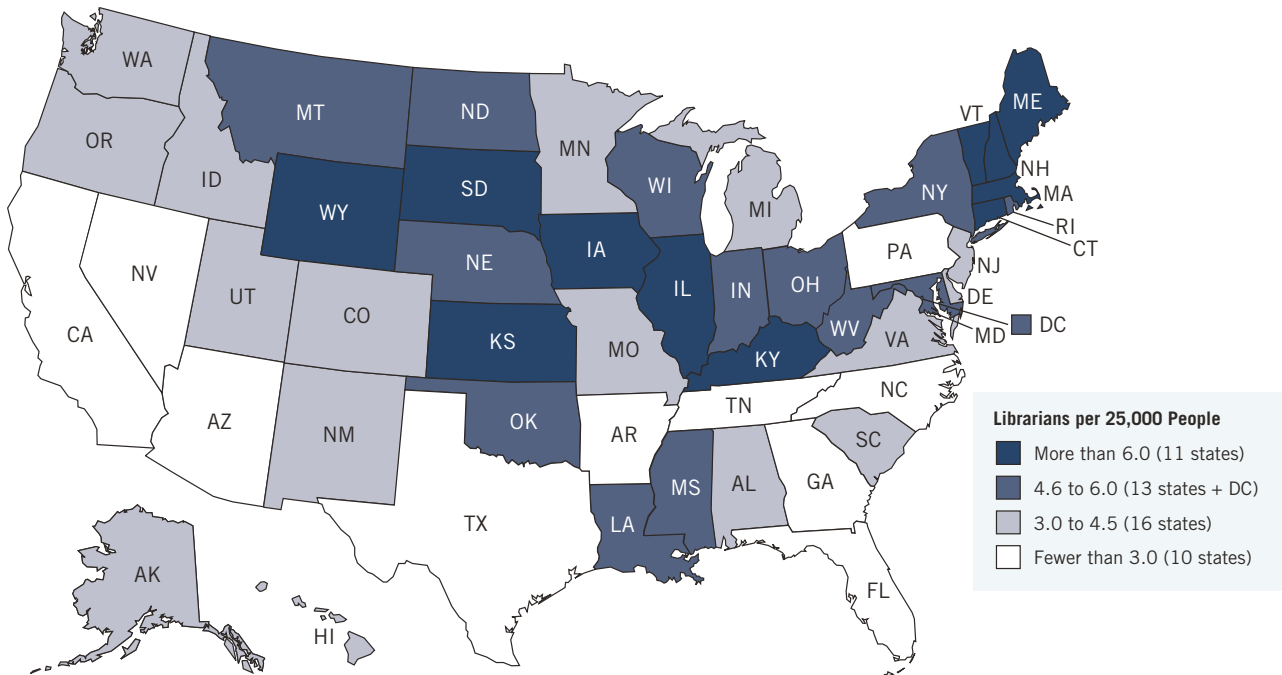 WA
MT
ND
MN
VT
ME
OR
ID
SD
WI
MI
NY
NH
MA
RI
CT
WY
IA
NE
PA
NJ
NV
UT
CO
IL
IN
OH
DE
DC
MD
CA
KS
MO
WV
VA
KY
AZ
NM
OK
AR
TN
NC
SC
TX
LA
MS
AL
GA
FL
AK
HI
Librarians per 25,000 People
More than 6.0 (11 states)
4.6 to 6.0 (13 states + DC)
3.0 to 4.5 (16 states)
Fewer than 3.0 (10 states)